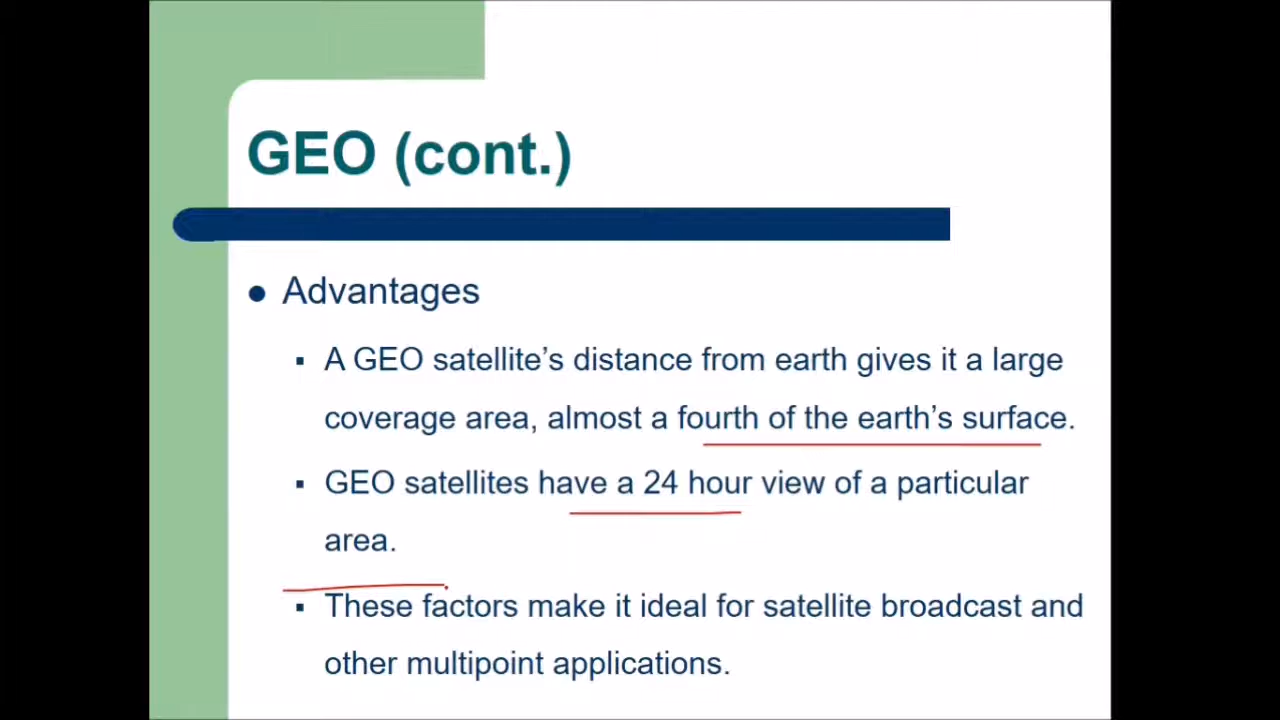 GEO (cont.)
● Advantages
▪ A GEO satellite’s distance from earth gives it a large
coverage area, almost a fourth of the earth’s surface.
▪ GEO satellites have a 24 hour view of a particular
area.
▪ These factors make it ideal for satellite broadcast and
other multipoint applications.